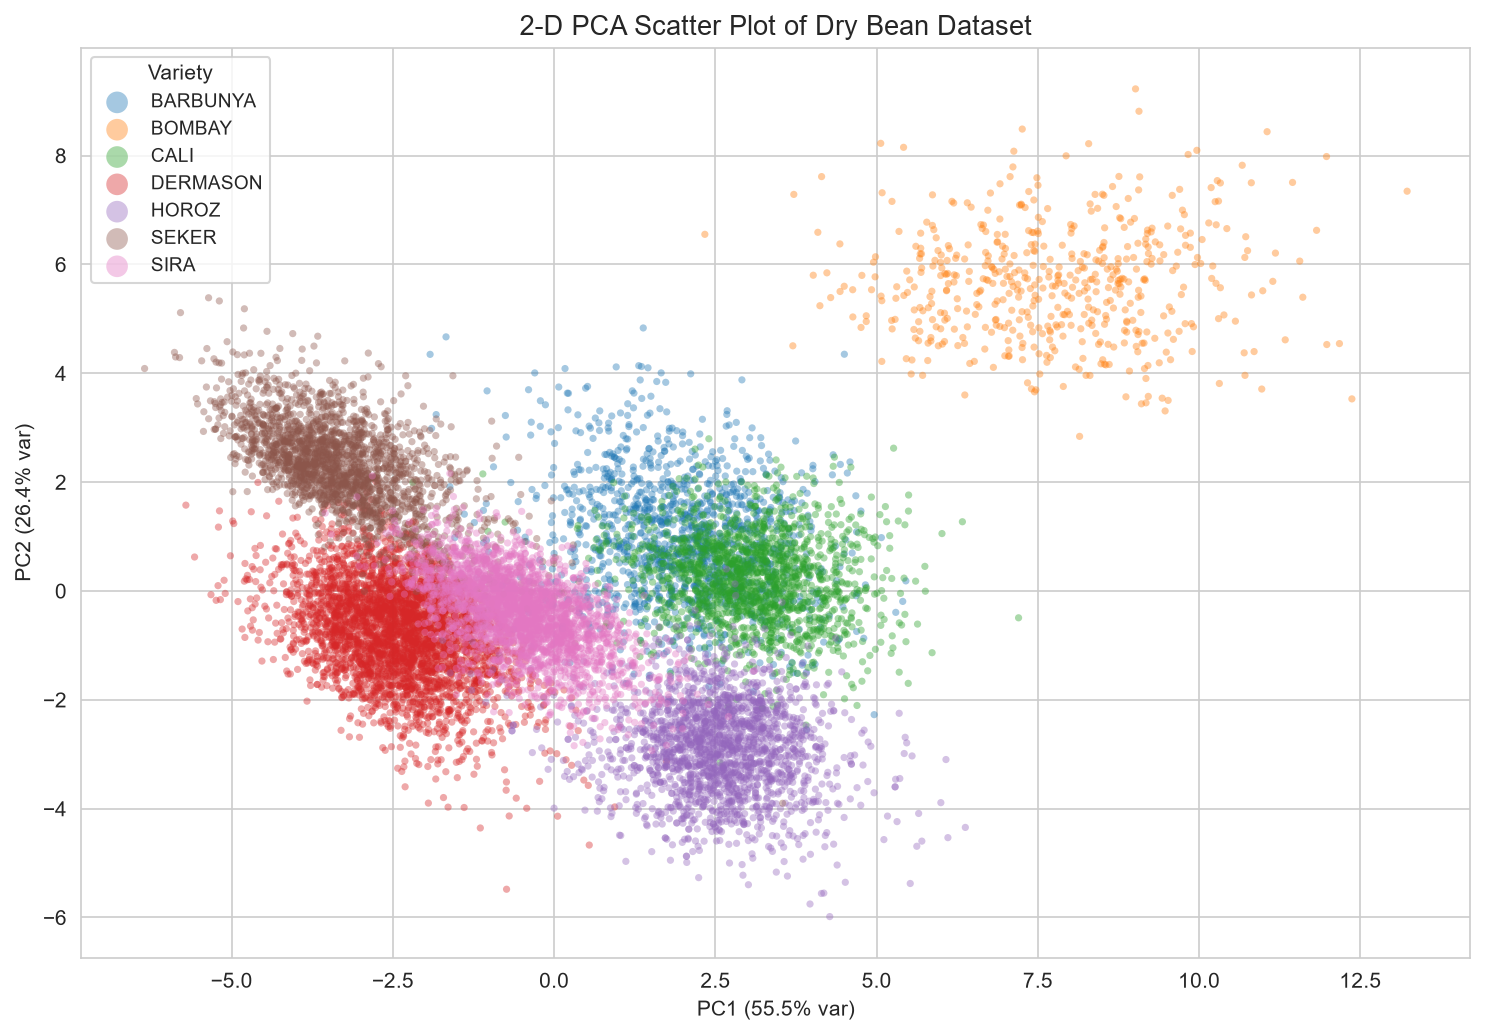 2-D PCA Scatter Plot of Dry Bean Dataset
Variety
BARBUNYA
BOMBAY
CALI
DERMASON
HOROZ
SEKER
SIRA
PC2 (26.4% var)
8
6
4
2
0
−2
−4
−6
−5.0 −2.5 0.0 2.5 5.0 7.5 10.0 12.5
PC1 (55.5% var)